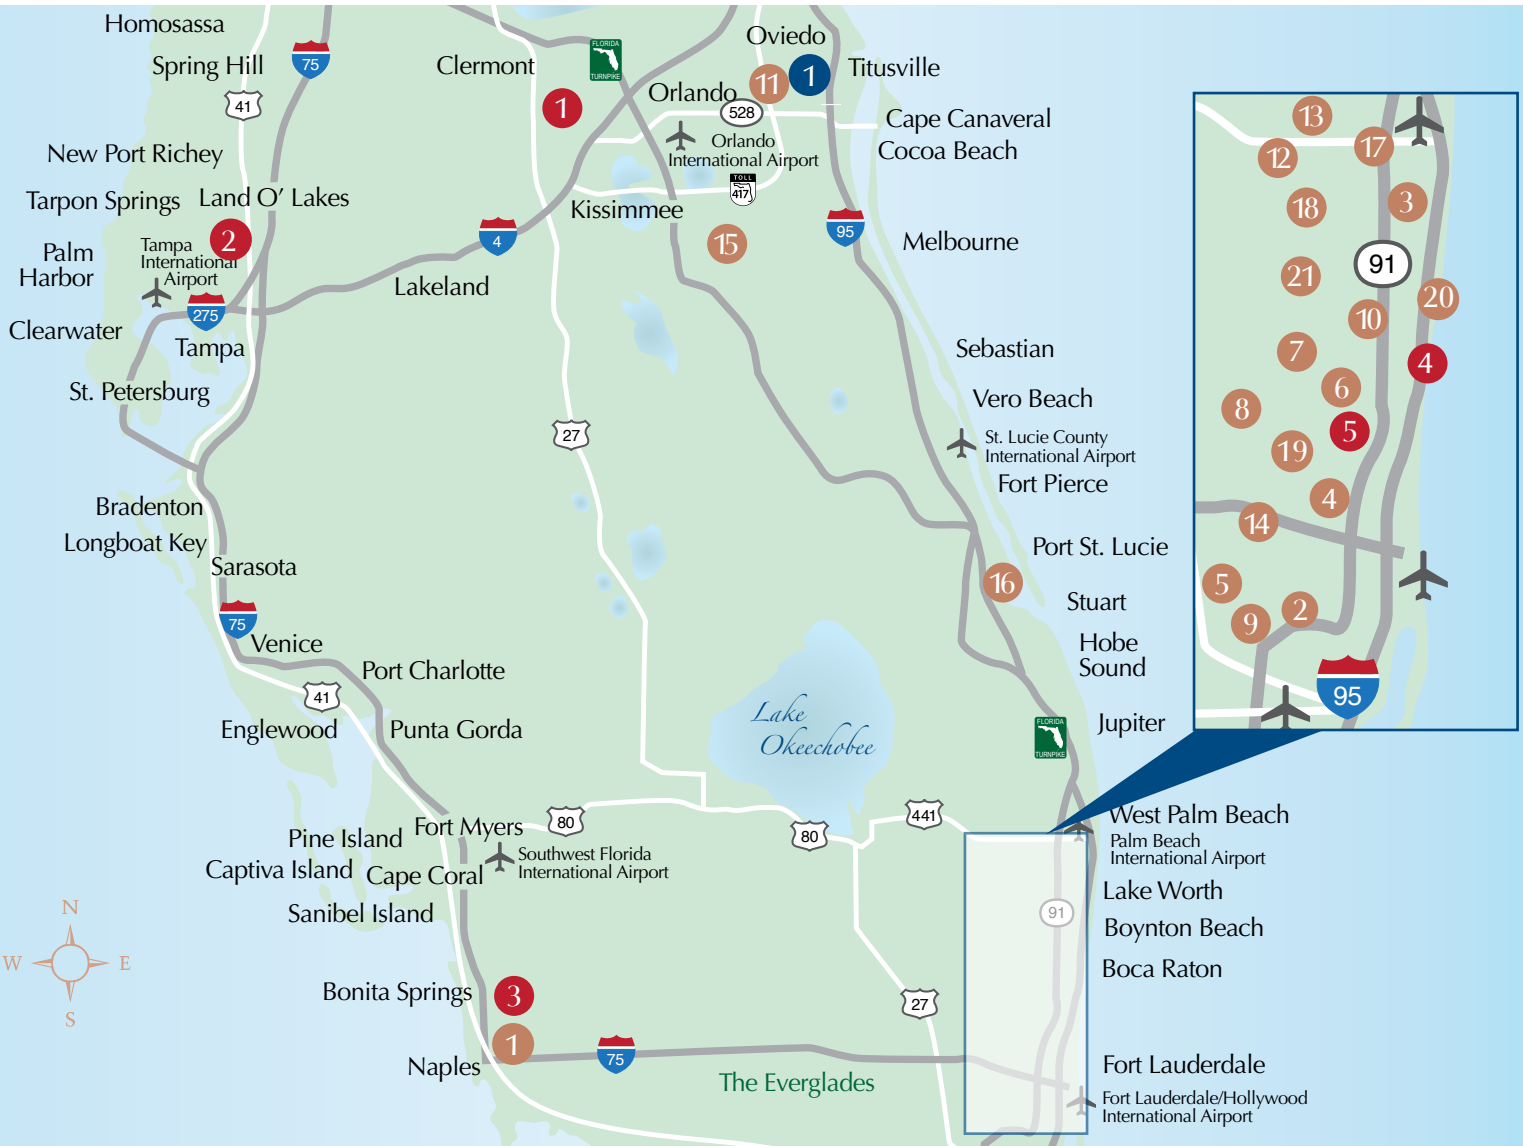 Homosassa
Spring Hill
75
41
Clermont
FLORIDA
TURNPIKE
1
Oviedo
11
1
Titusville
Orlando
528
Orlando
International Airport
Cape Canaveral
Cocoa Beach
New Port Richey
Tarpon Springs
Land O’ Lakes
2
Palm
Harbor
Tampa
International
Airport
TOLL
417
Kissimmee
4
15
95
Melbourne
Lakeland
Clearwater
275
Tampa
St. Petersburg
Sebastian
Vero Beach
27
St. Lucie County
International Airport
Fort Pierce
Bradenton
Longboat Key
Sarasota
Port St. Lucie
16
Stuart
75
Venice
Hobe
Sound
Port Charlotte
41
Englewood
Punta Gorda
Lake
Okeechobee
FLORIDA
TURNPIKE
Jupiter
80
80
441
West Palm Beach
Palm Beach
International Airport
Pine Island
Fort Myers
Southwest Florida
International Airport
Captiva Island
Cape Coral
Sanibel Island
91
Lake Worth
Boynton Beach
Boca Raton
N
W
E
S
Bonita Springs
3
27
1
Naples
75
The Everglades
Fort Lauderdale
Fort Lauderdale/Hollywood
International Airport
13
12
17
18
3
91
21
20
10
7
4
6
8
5
19
4
14
5
2
9
95